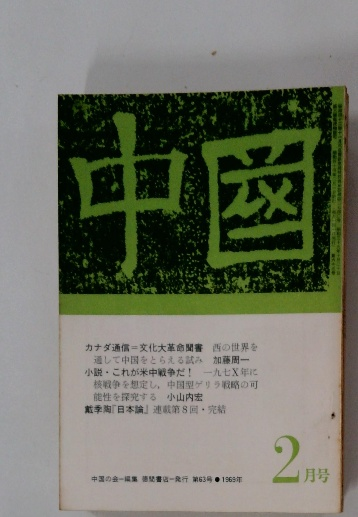 中國
カナダ通信＝文化大革命聞書　西の世界を
通して中国をとらえる試み　加藤周一
小説・これが米中戦争だ！　一九七X年に
核戦争を想定し，中国型ゲリラ戦略の可
能性を探究する　小山内宏
戴季陶『日本論』連載第8回・完結
中国の会＝編集　徳間書店＝発行　第63号●1969年
2月号